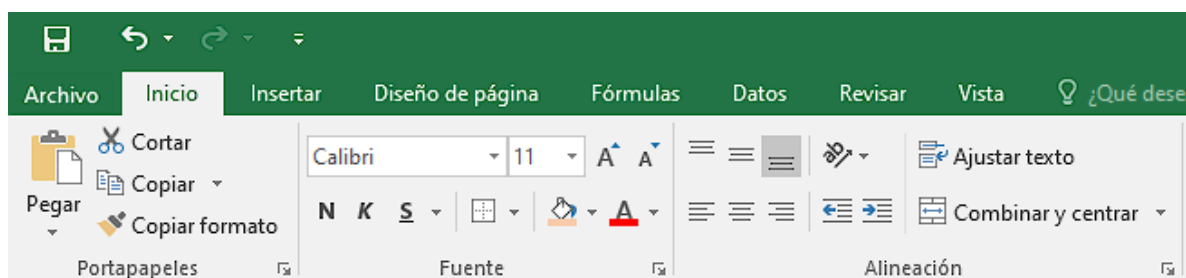 Archivo Inicio Insertar Diseño de página Fórmulas Datos Revisar Vista ¿Qué dese
Cortar
Copiar
Copiar formato
Pegar
Portapapeles
Calibri 11 A A
N K S A
Fuente
Ajustar texto
Combinar y centrar
Alineación